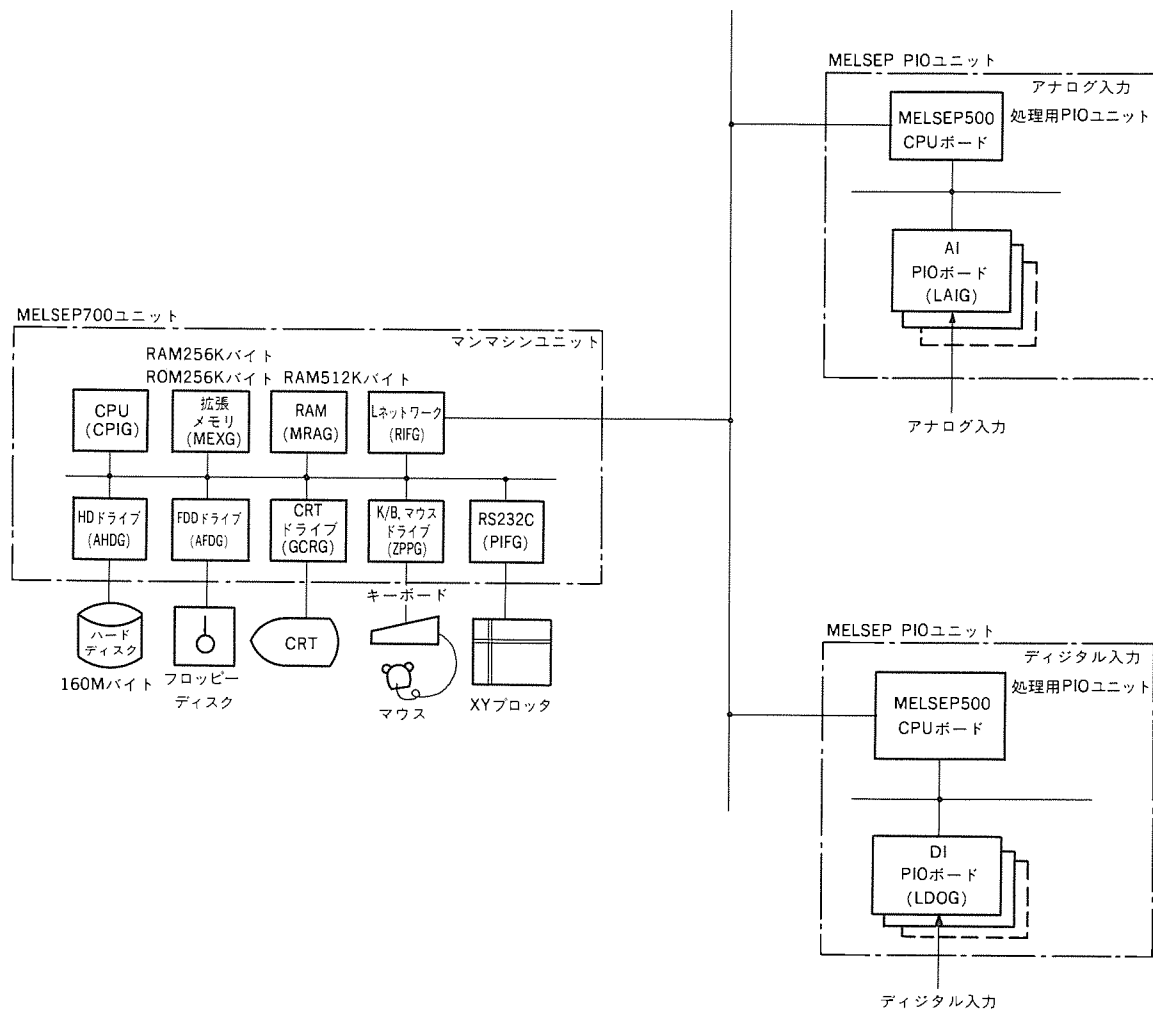 MELSEP PIOユニット
アナログ入力
処理用PIOユニット
MELSEP500
CPUボード
AI
PIOボード
(LAIG)
アナログ入力
MELSEP700ユニット
マンマシンユニット
RAM256Kバイト
ROM256Kバイト
RAM512Kバイト
CPU
(CPIG)
拡張
メモリ
(MEXG)
RAM
(MRAG)
Lネットワーク
(RIFG)
HDドライブ
(AHDG)
FDDドライブ
(AFDG)
CRT
ドライブ
(GCRG)
K/B,マウス
ドライブ
(ZPPG)
RS232C
(PIFG)
ハード
ディスク
160Mバイト
フロッピー
ディスク
CRT
キーボード
マウス
XYプロッタ
MELSEP PIOユニット
ディジタル入力
処理用PIOユニット
MELSEP500
CPUボード
DI
PIOボード
(LDOG)
ディジタル入力